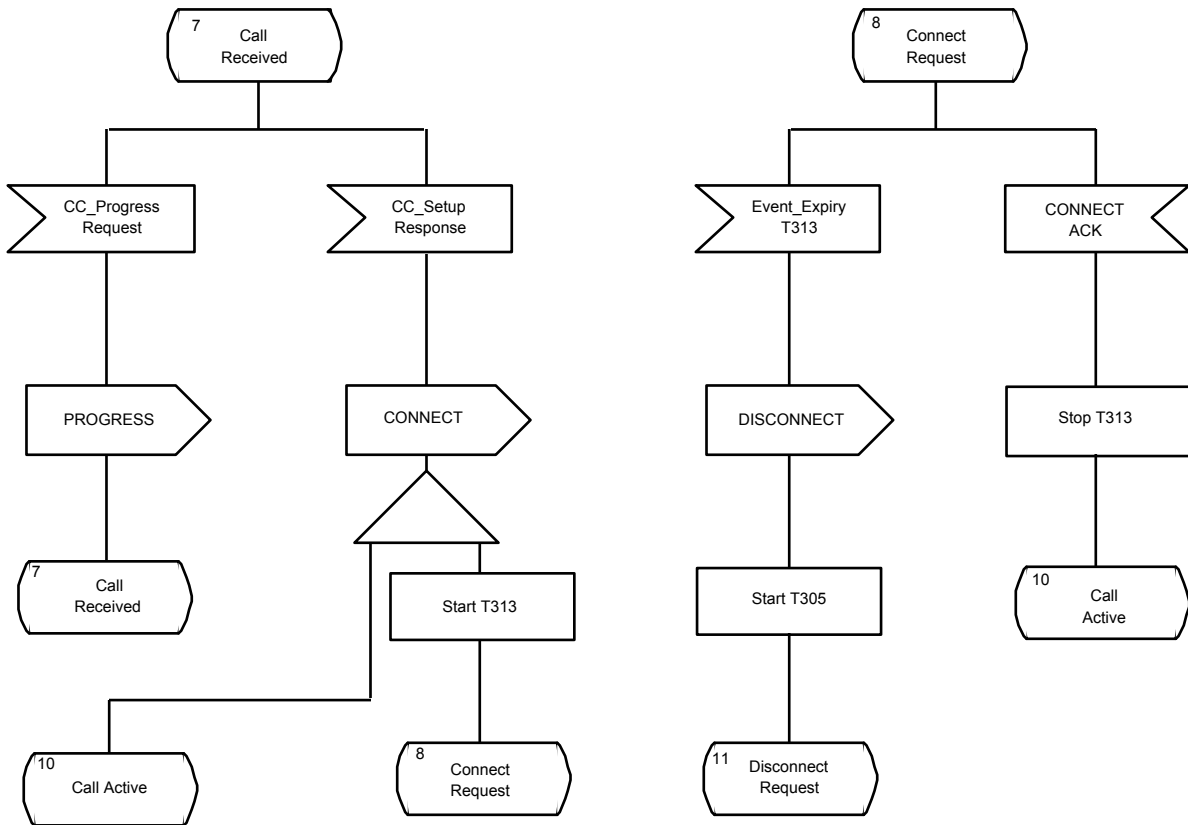 7
Call
Received
8
Connect
Request
CC_Progress
Request
CC_Setup
Response
Event_Expiry
T313
CONNECT
ACK
PROGRESS
CONNECT
DISCONNECT
Stop T313
7
Call
Received
Start T313
Start T305
10
Call
Active
10
Call Active
8
Connect
Request
11
Disconnect
Request